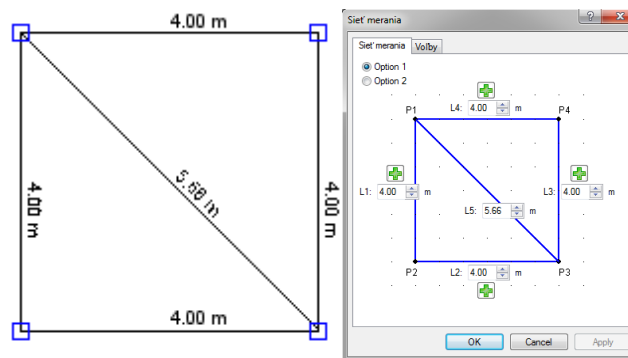 4.00 m
4.00 m
5.66 m
4.00 m
4.00 m
Sieť merania
Sieť merania
Voľby
Option 1
Option 2
L4: 4.00 m
P1
P4
L1: 4.00 m
L3: 4.00 m
L5: 5.66 m
P2
L2: 4.00 m
P3
OK
Cancel
Apply